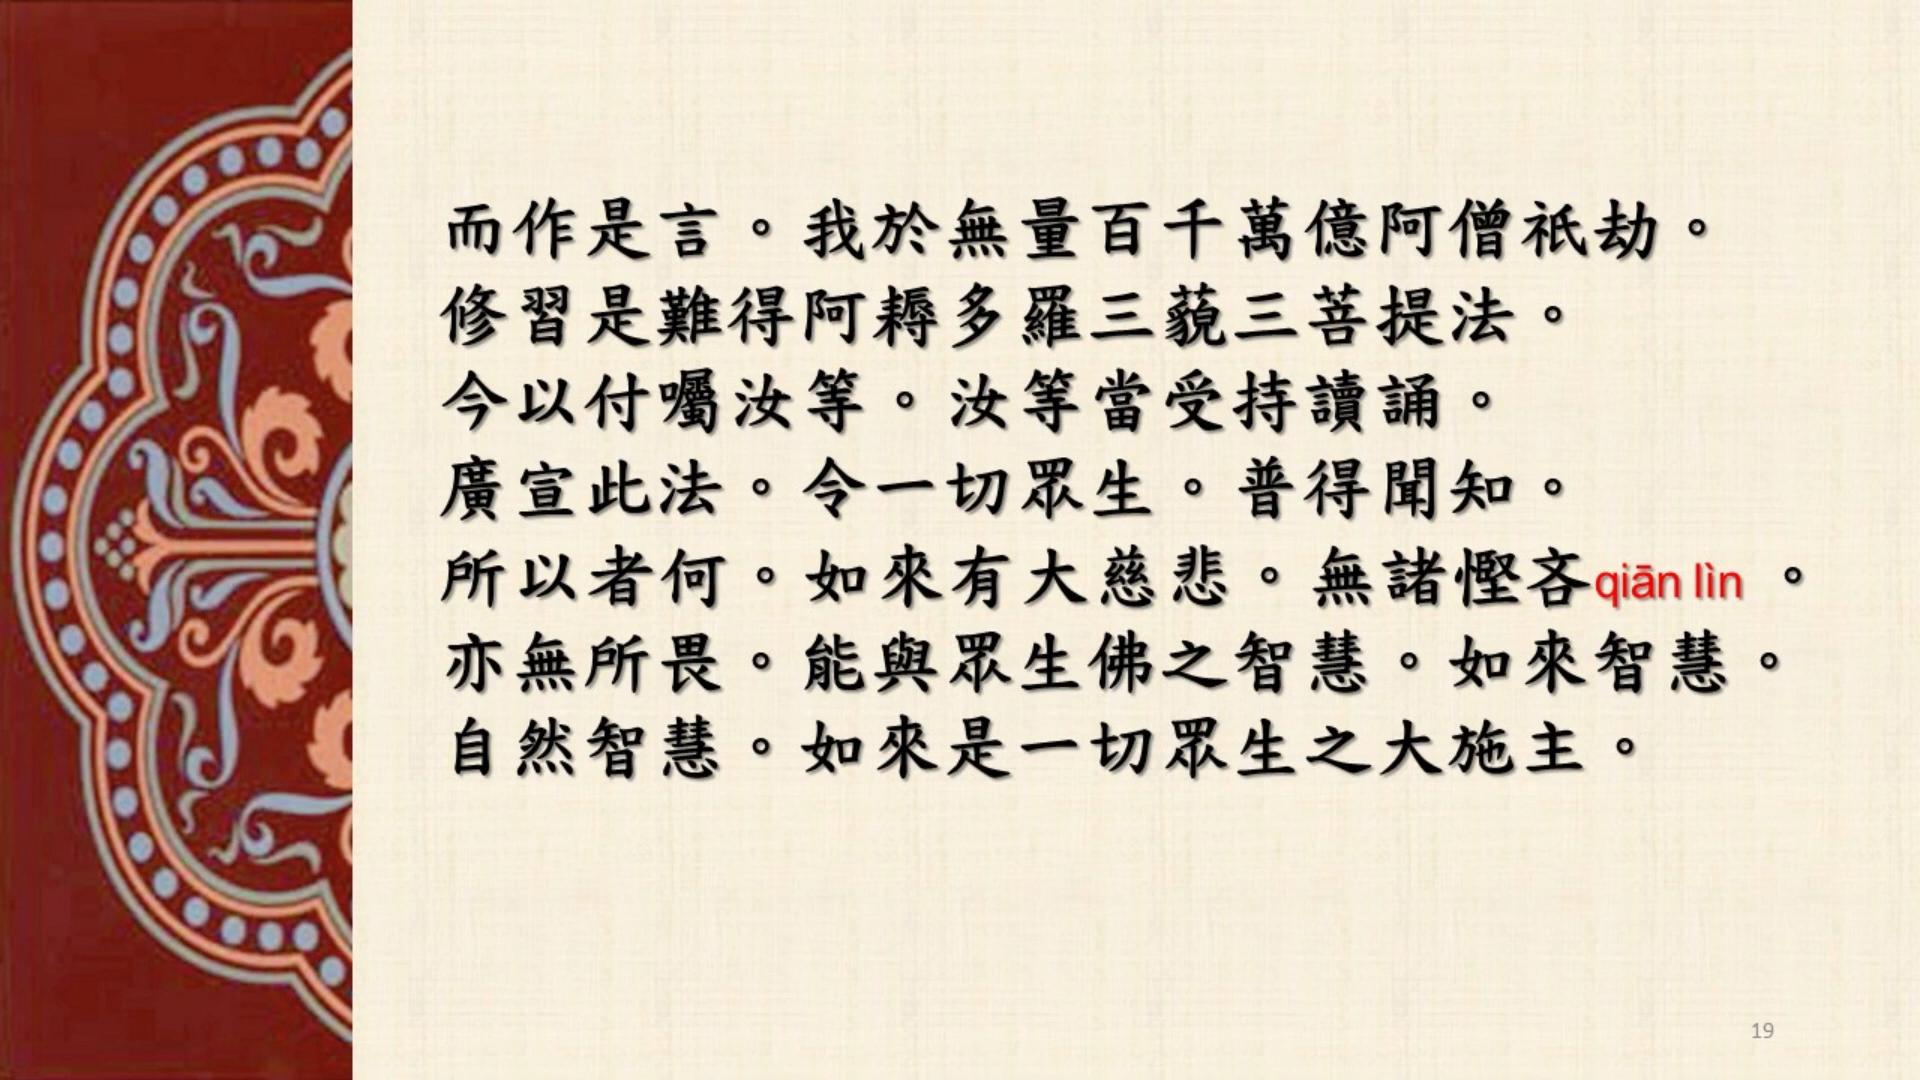 而作是言。我於無量百千萬億阿僧祇劫。
修習是難得阿耨多羅三藐三菩提法。
今以付囑汝等。汝等當受持讀誦。
廣宣此法。令一切眾生。普得聞知。
所以者何。如來有大慈悲。無諸慳吝qiān lìn 。
亦無所畏。能與眾生佛之智慧。如來智慧。
自然智慧。如來是一切眾生之大施主。
19